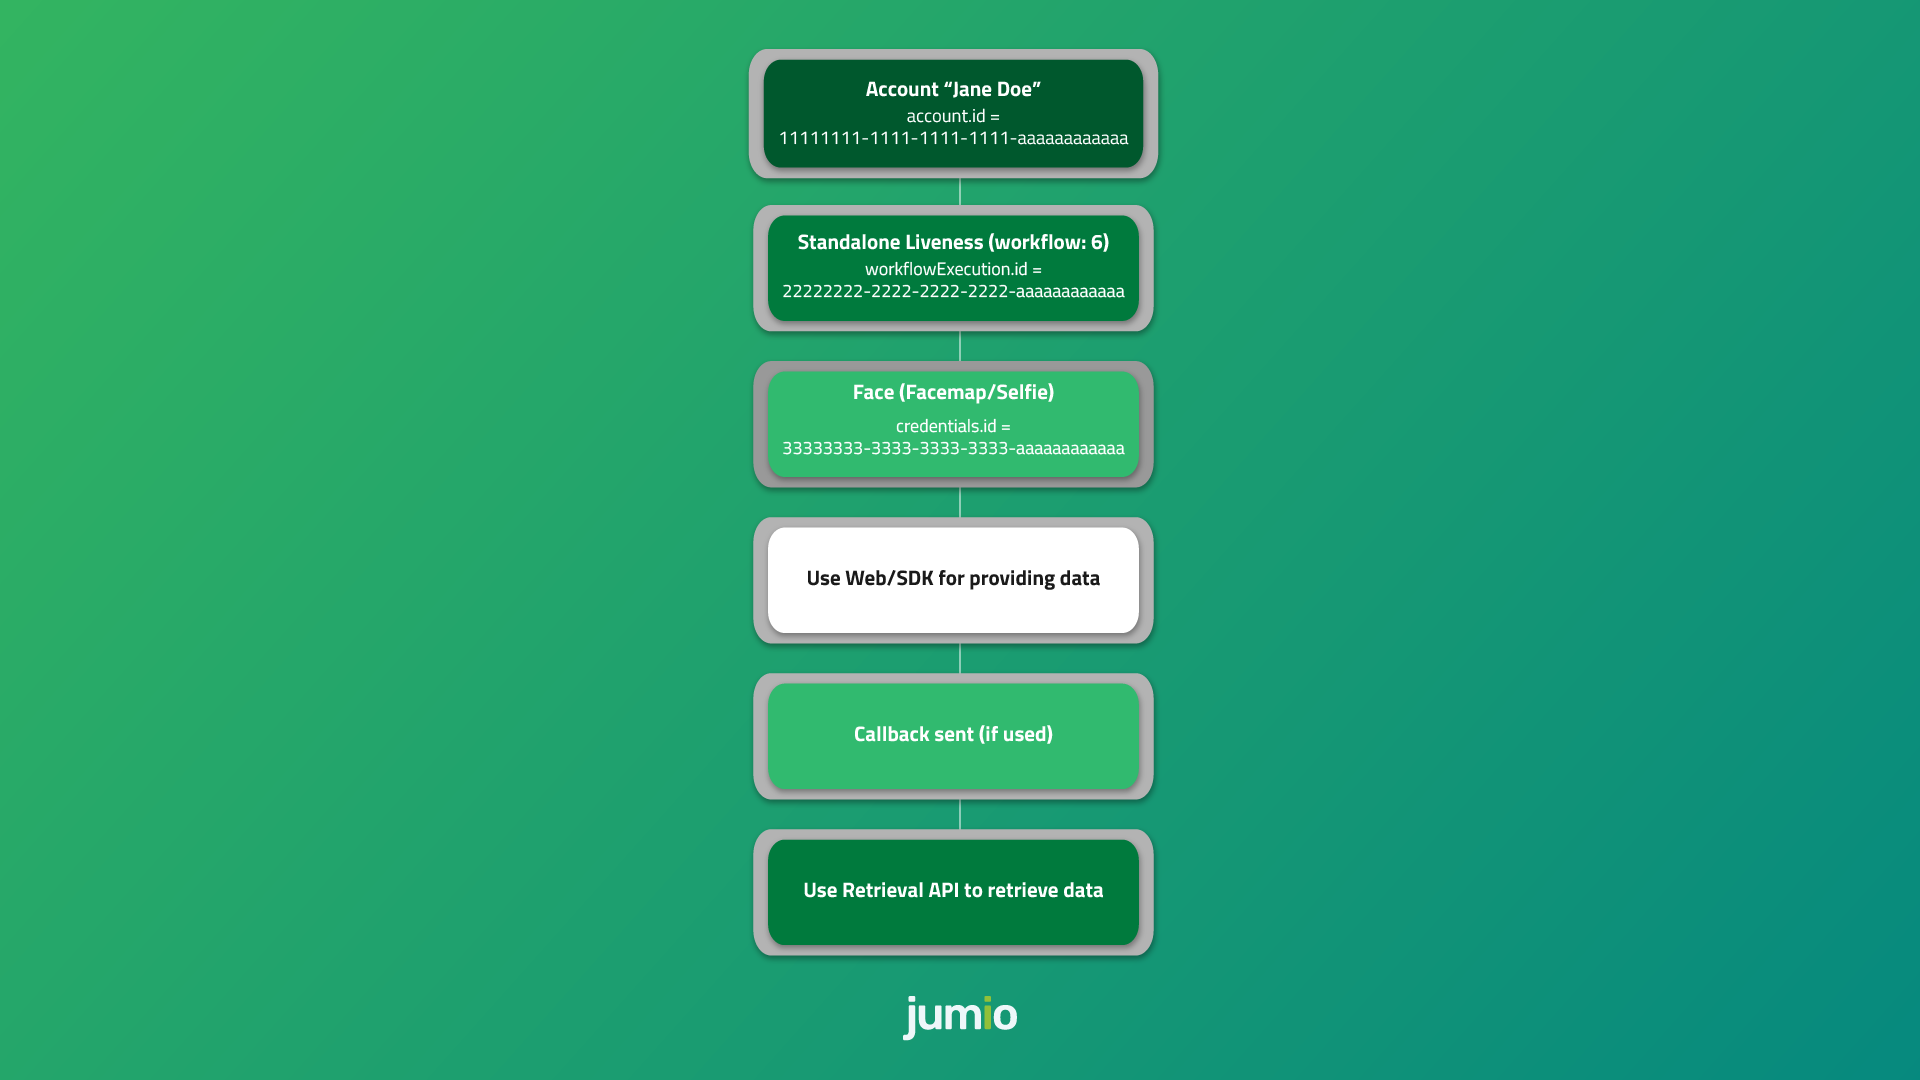 Account “Jane Doe”
account.id =
11111111-1111-1111-1111-aaaaaaaaaaaa
Standalone Liveness (workflow: 6)
workflowExecution.id =
22222222-2222-2222-2222-aaaaaaaaaaaa
Face (Facemap/Selfie)
credentials.id =
33333333-3333-3333-3333-aaaaaaaaaaaa
Use Web/SDK for providing data
Callback sent (if used)
Use Retrieval API to retrieve data
jumio